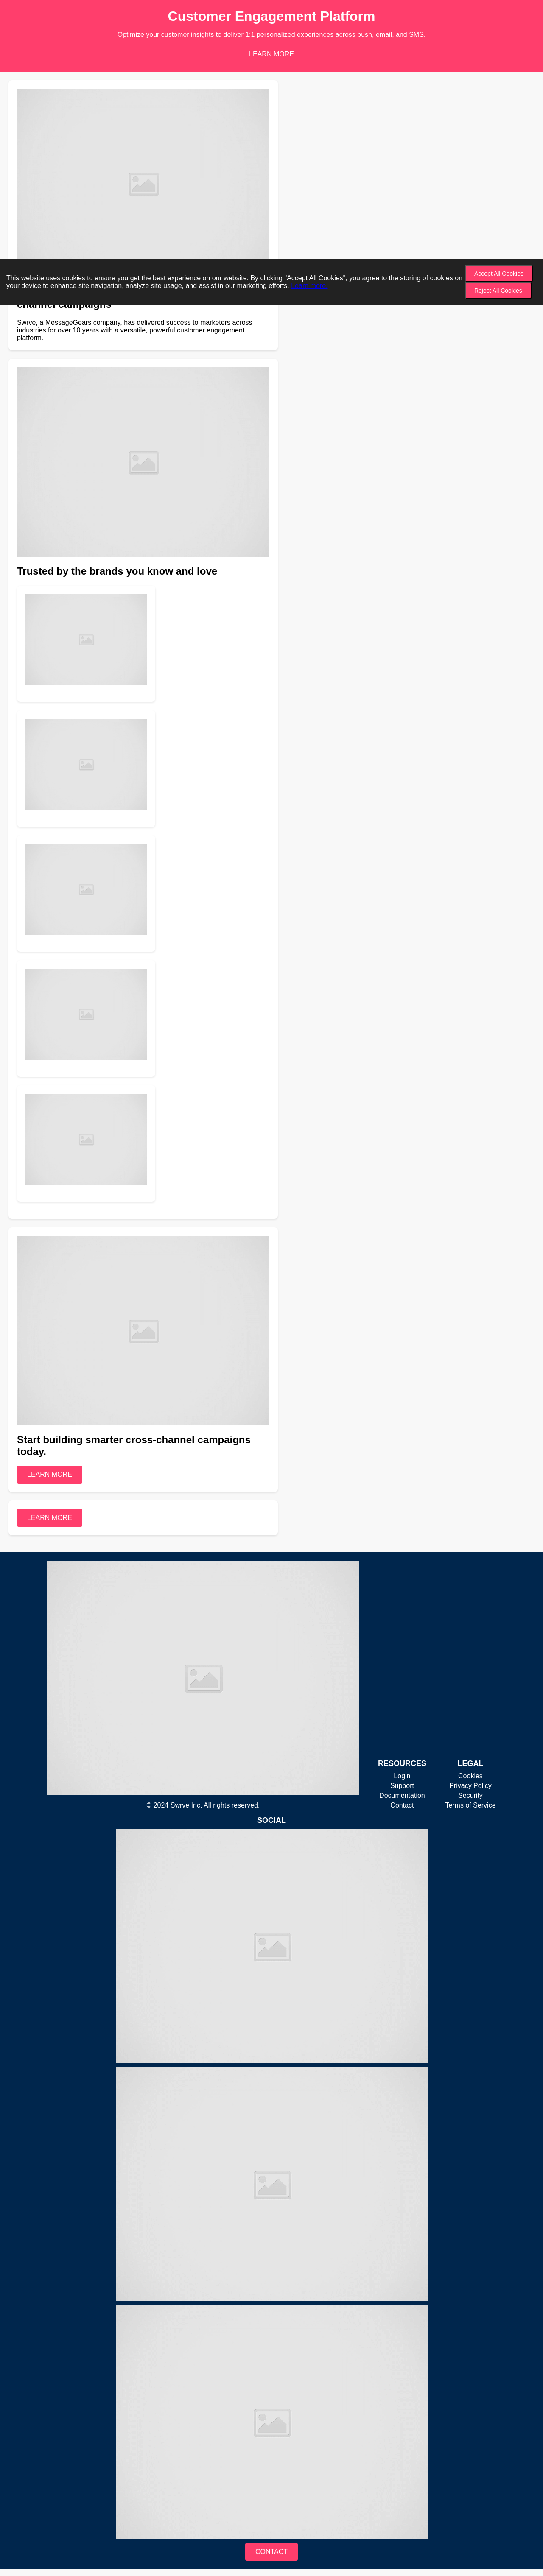 Customer Engagement Platform
Optimize your customer insights to deliver 1:1 personalized experiences across push, email, and SMS.
LEARN MORE
This website uses cookies to ensure you get the best experience on our website. By clicking "Accept All Cookies", you agree to the storing of cookies on
your device to enhance site navigation, analyze site usage, and assist in our marketing efforts.
Accept All Cookies
Reject All Cookies
channel campaigns
Swrve, a MessageGears company, has delivered success to marketers across
industries for over 10 years with a versatile, powerful customer engagement
platform.
Trusted by the brands you know and love
Start building smarter cross-channel campaigns
today.
LEARN MORE
LEARN MORE
© 2024 Swrve Inc. All rights reserved.
RESOURCES
Login
Support
Documentation
Contact
LEGAL
Cookies
Privacy Policy
Security
Terms of Service
SOCIAL
CONTACT